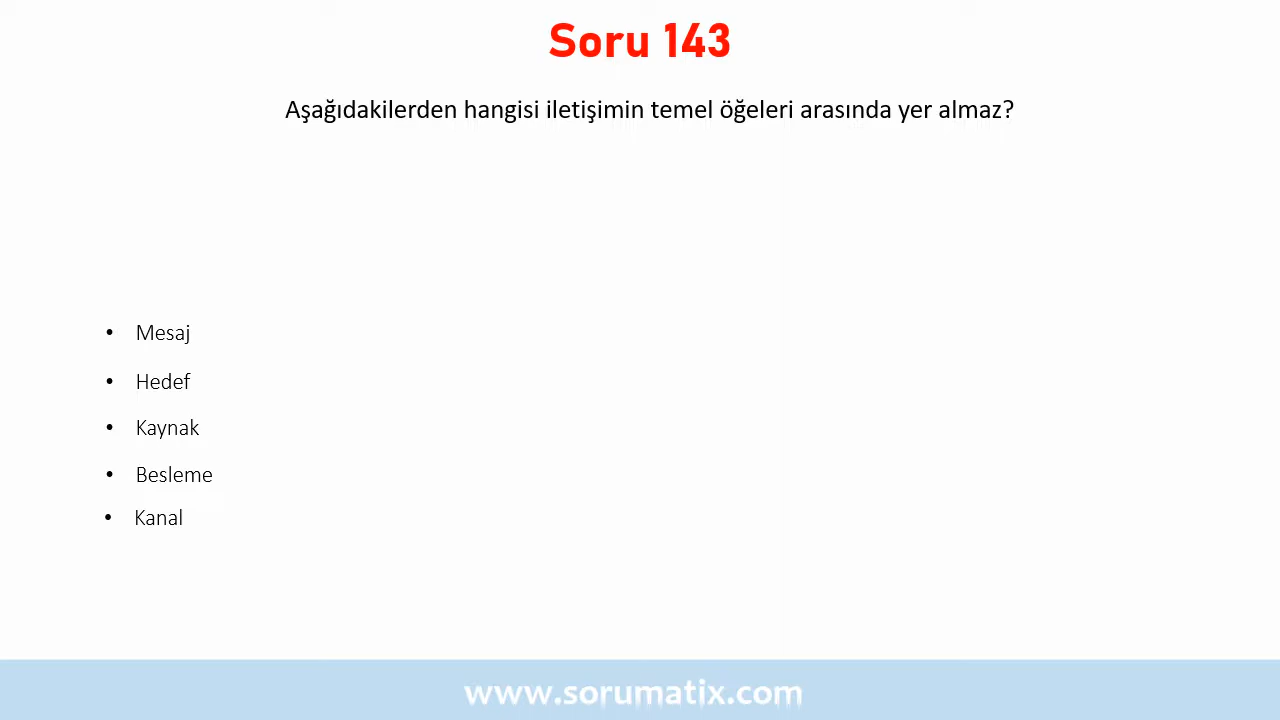 Soru 143
Aşağıdakilerden hangisi iletişimin temel öğeleri arasında yer almaz?
• Mesaj
• Hedef
• Kaynak
• Besleme
• Kanal
www.sorumatix.com